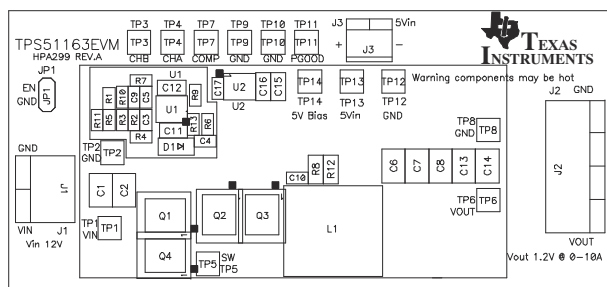 TPS51163EVM
HPA299 REV.A
TP3 TP4 TP7 TP9 TP10 TP11
TP3 TP4 TP7 TP9 TP10 TP11
CHB CHA COMP GND GND PGOOD
J3 5Vin
+ J3 -
TEXAS
INSTRUMENTS
JP1
EN
GND
JP1
R7
U1
C12
R9
R1 R10 C9 C5
U1
R11 R5 R3 R2 C3
R13 R6
C11
R4
D1
C4
C17 U2 C16 C15
U2
TP14 TP13 TP12
TP14 TP13 TP12
5V Bias 5Vin GND
Warning components may be hot
J2 GND
J2
VOUT
TP8
GND
TP8
TP2
GND
TP2
GND
J1
VIN J1
Vin 12V
C1 C2
TP1
VIN
TP1
Q1 Q2 Q3
Q4
SW
TP5
TP5
C10 R8 R12
L1
C6 C7 C8 C13 C14
TP6
VOUT
TP6
Vout 1.2V @ 0-10A